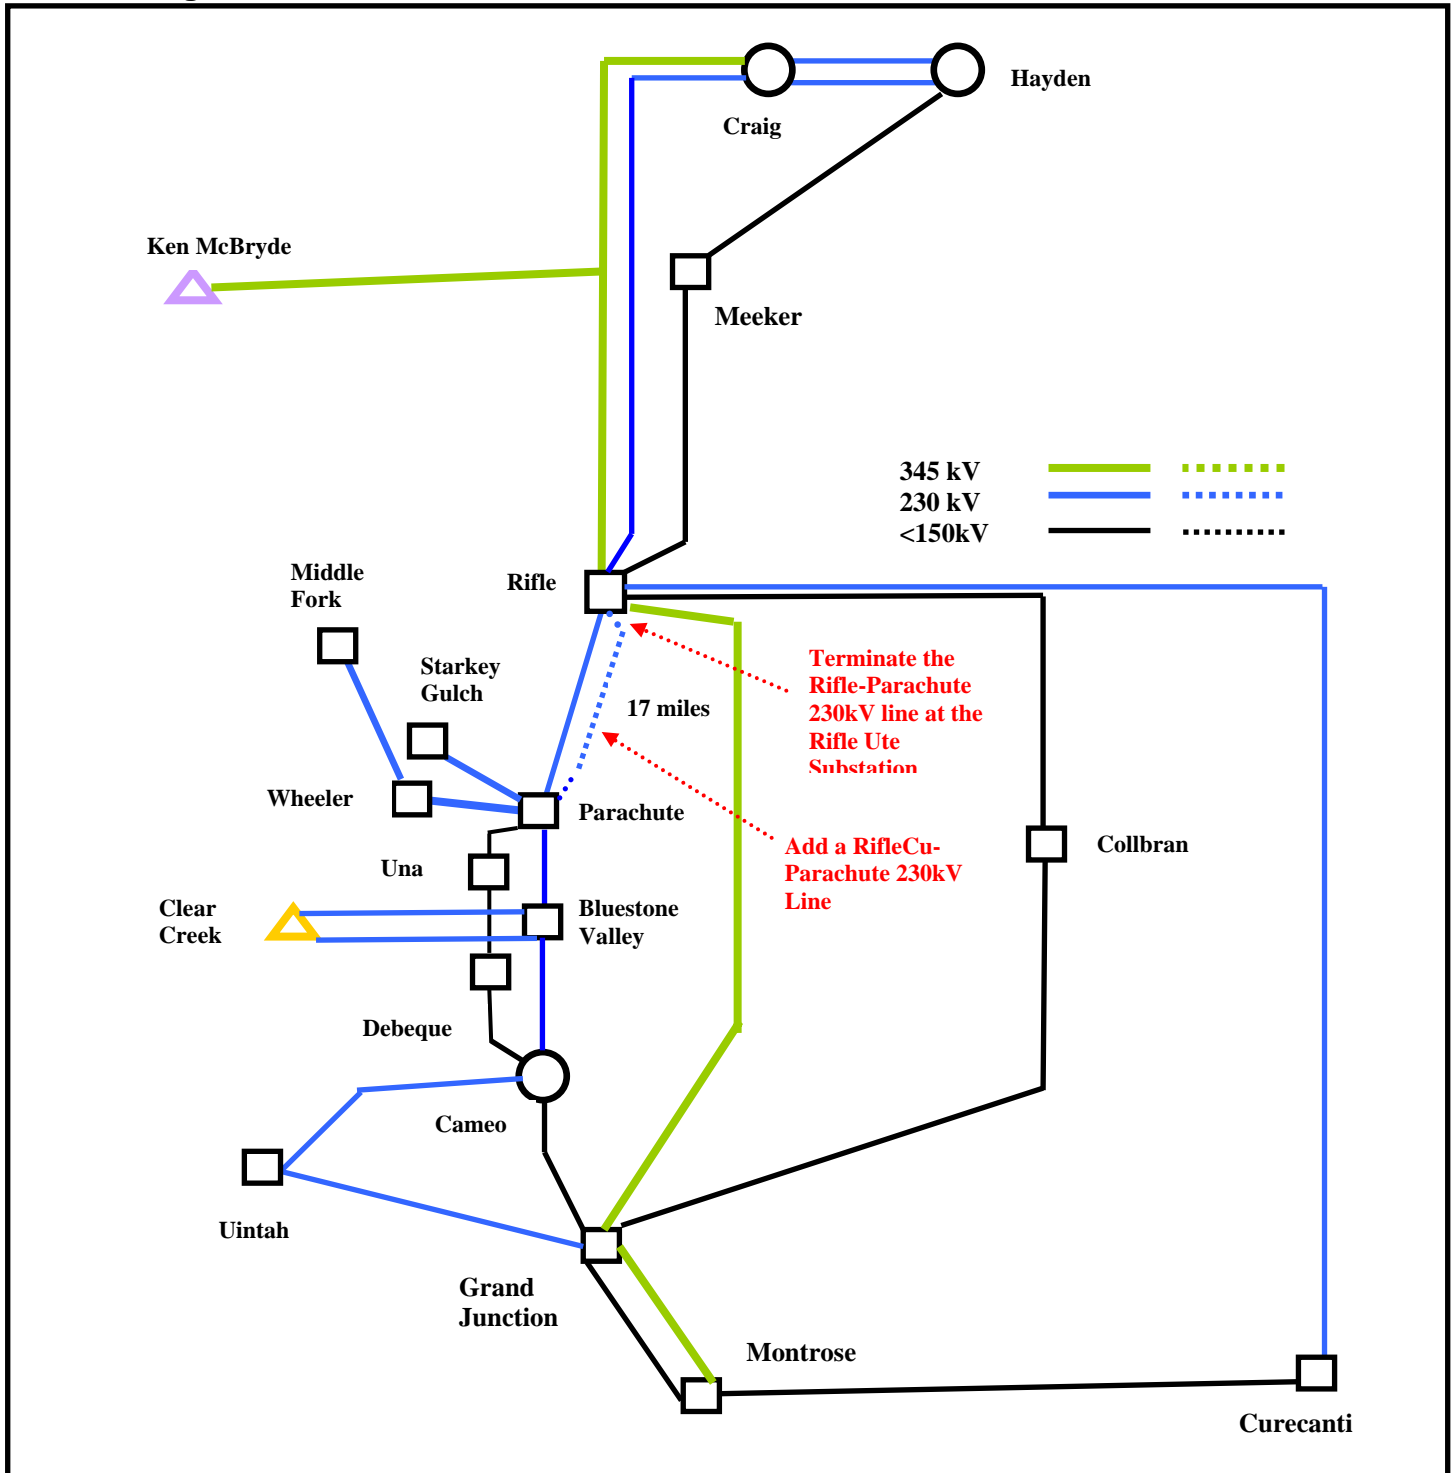 Hayden
Craig
Ken McBryde
Meeker
345 kV
230 kV
<150kV
Middle
Fork
Rifle
Starkey
Gulch
Terminate the
Rifle-Parachute
230kV line at the
Rifle Ute
Substation
17 miles
Wheeler
Parachute
Add a RifleCu-
Parachute 230kV
Line
Collbran
Una
Clear
Creek
Bluestone
Valley
Debeque
Cameo
Uintah
Grand
Junction
Montrose
Curecanti